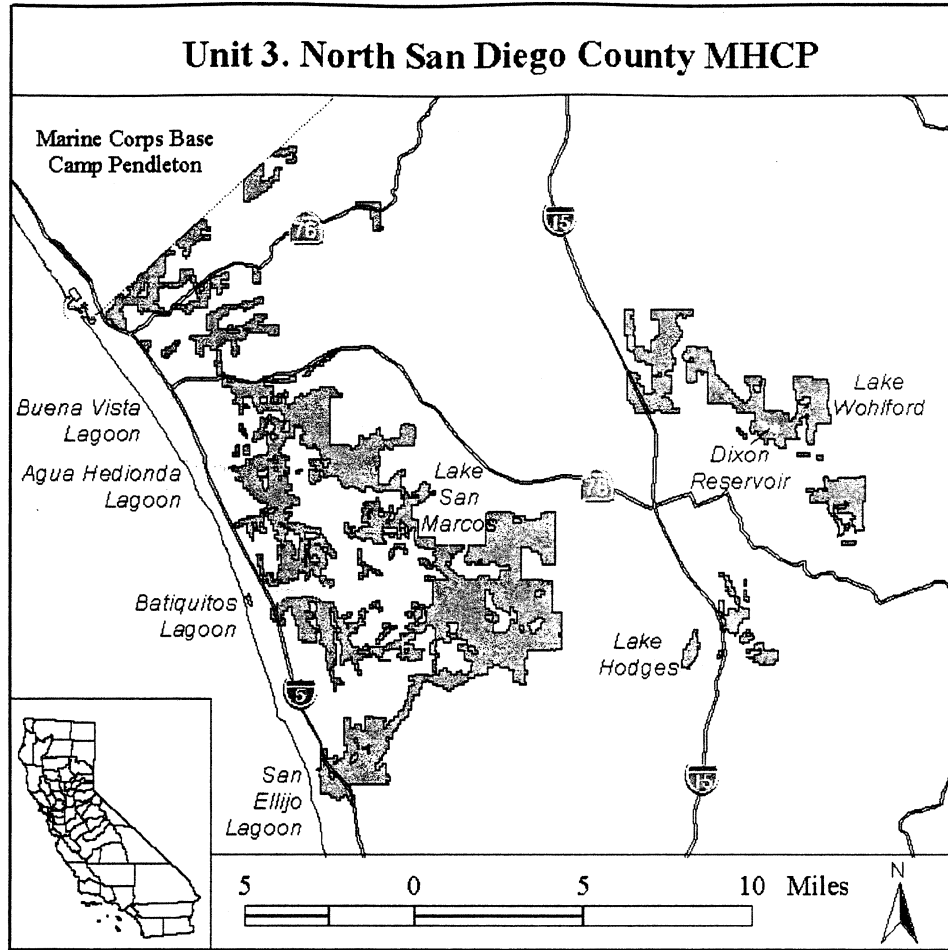 Unit 3. North San Diego County MHCP
Marine Corps Base
Camp Pendleton
76
15
Buena Vista
Lagoon
Agua Hedionda
Lagoon
Lake
San
Marcos
Lake
Wohlford
Dixon
Reservoir
78
Batiquitos
Lagoon
Lake
Hodges
5
15
San
Ellijo
Lagoon
5 0 5 10 Miles
N